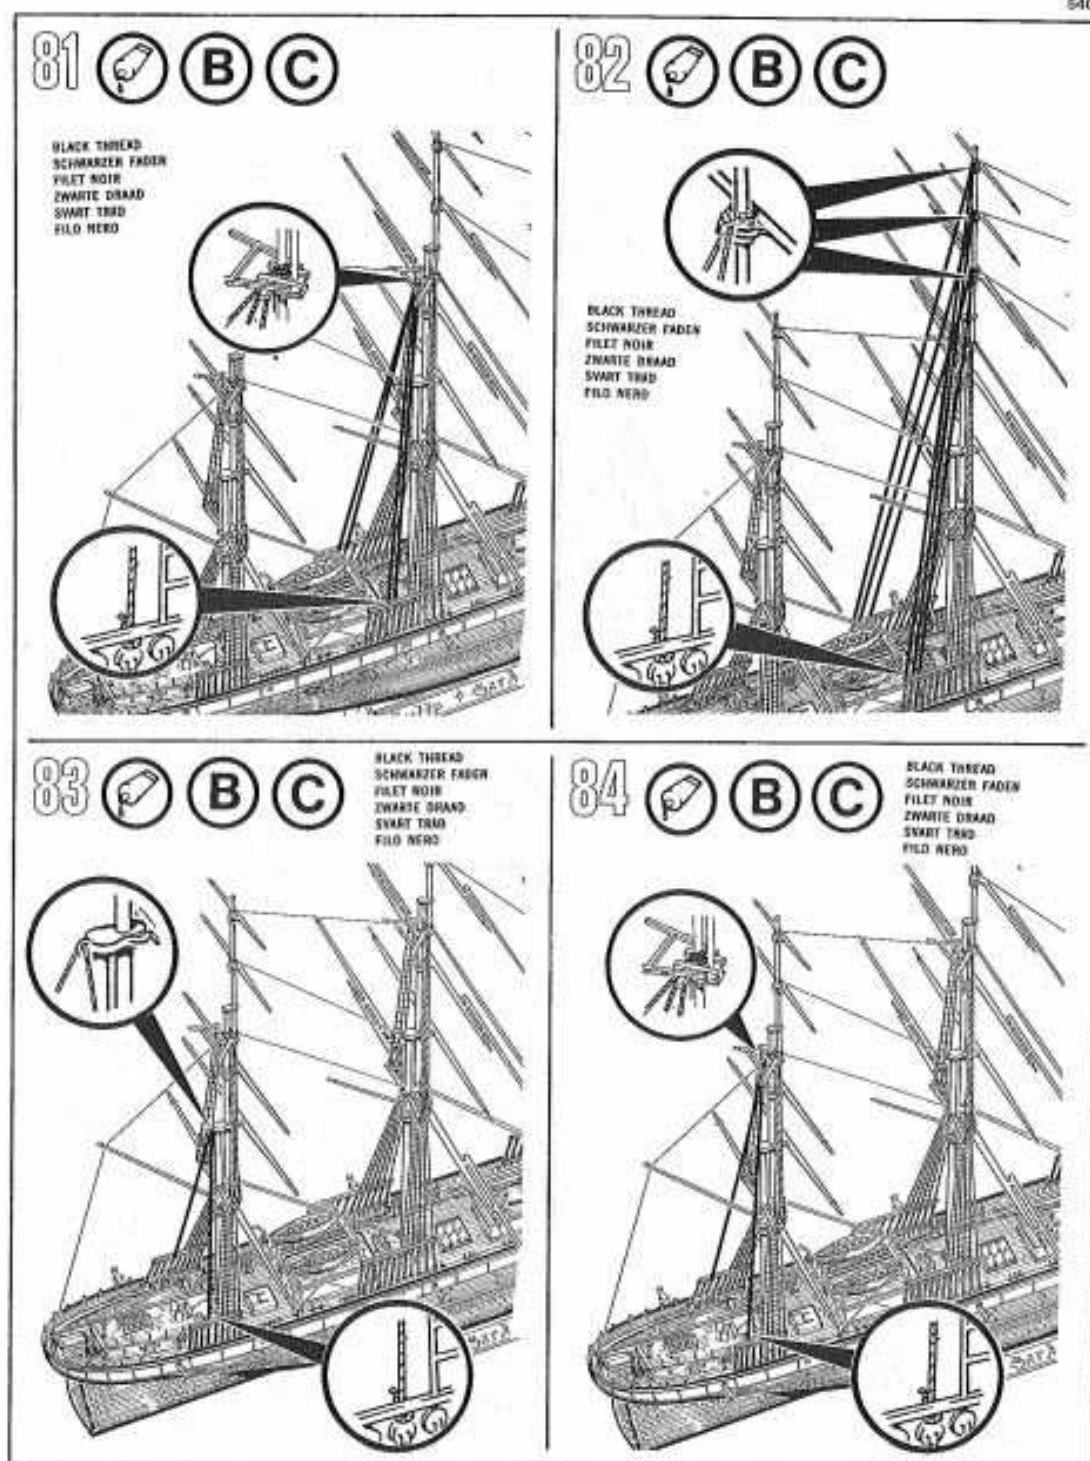 540
81 B C
BLACK THREAD
SCHWARZER FADEN
FILET NOIR
ZWARTE DRAAD
SVART TRÅD
FILO NERO
82 B C
BLACK THREAD
SCHWARZER FADEN
FILET NOIR
ZWARTE DRAAD
SVART TRÅD
FILO NERO
83 B C
BLACK THREAD
SCHWARZER FADEN
FILET NOIR
ZWARTE DRAAD
SVART TRÅD
FILO NERO
84 B C
BLACK THREAD
SCHWARZER FADEN
FILET NOIR
ZWARTE DRAAD
SVART TRÅD
FILO NERO